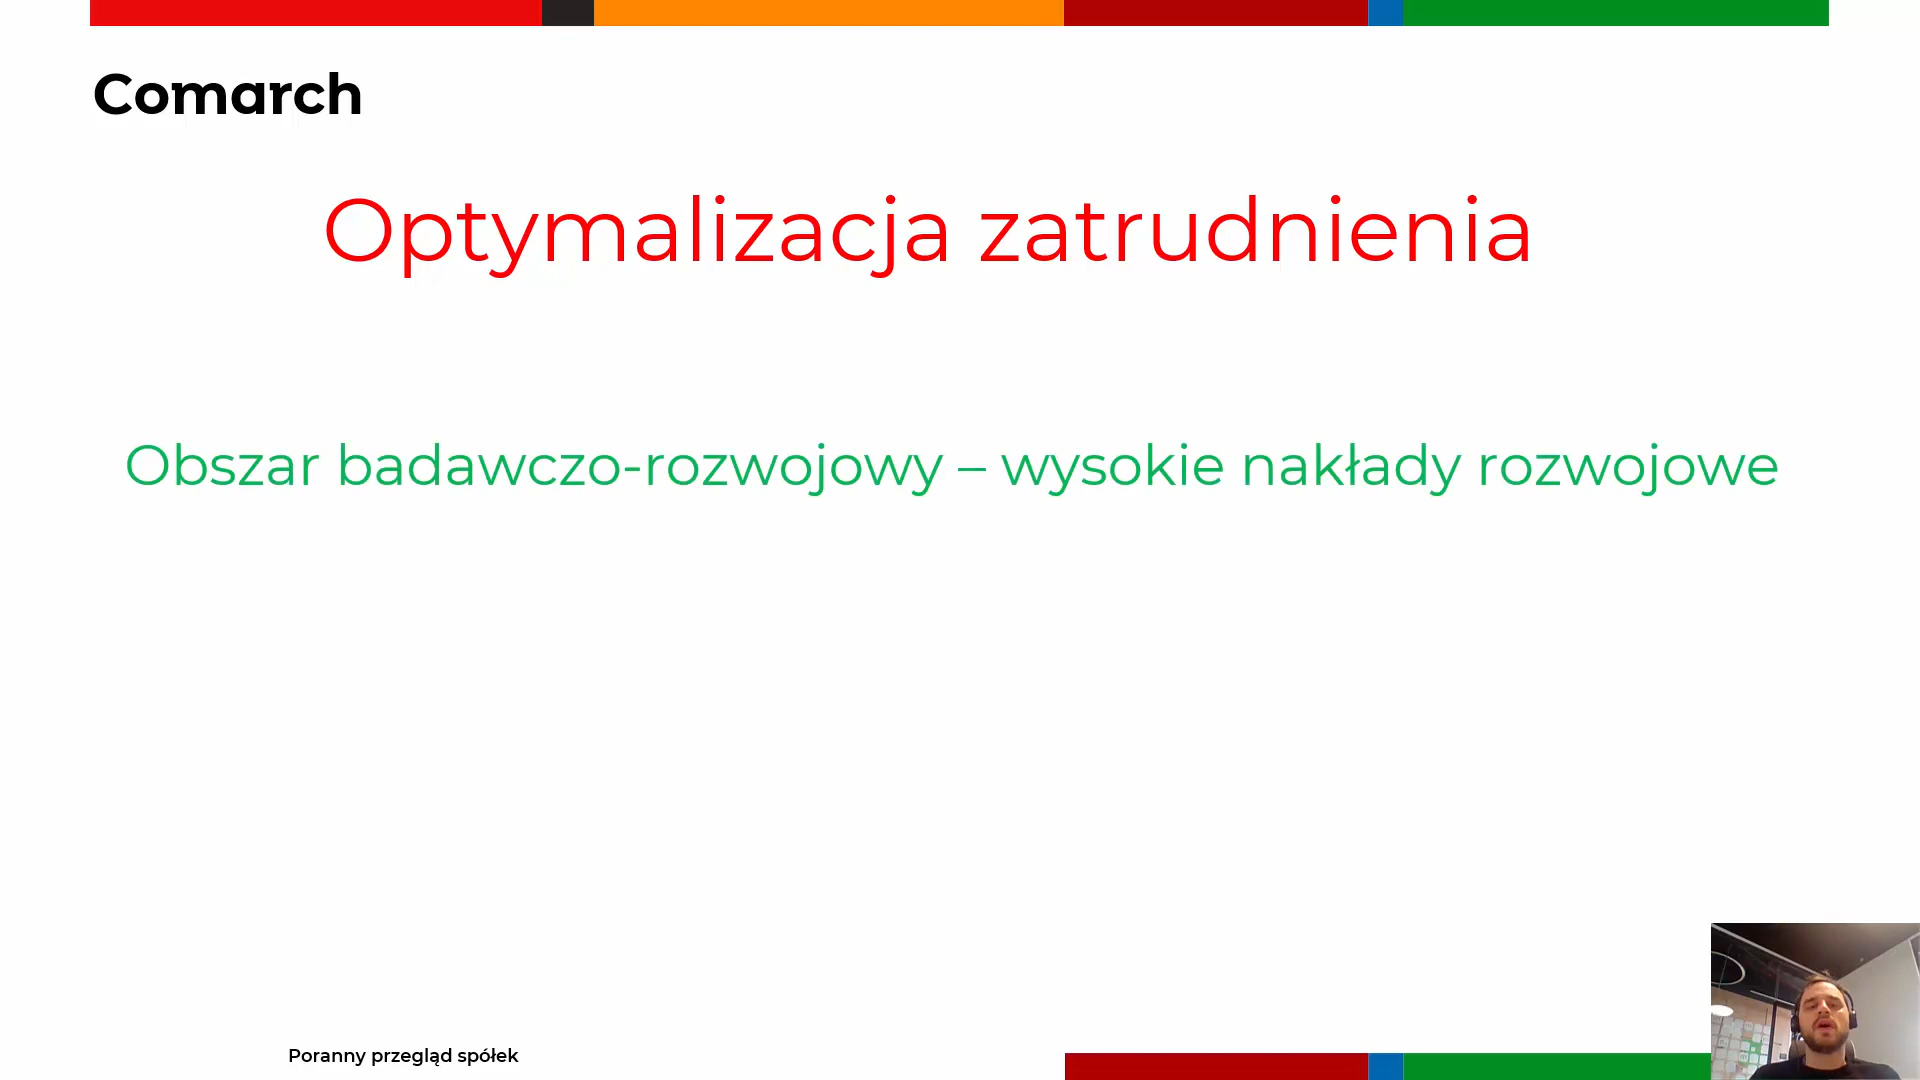 Comarch
Optymalizacja zatrudnienia
Obszar badawczo-rozwojowy – wysokie nakłady rozwojowe
Poranny przegląd spółek